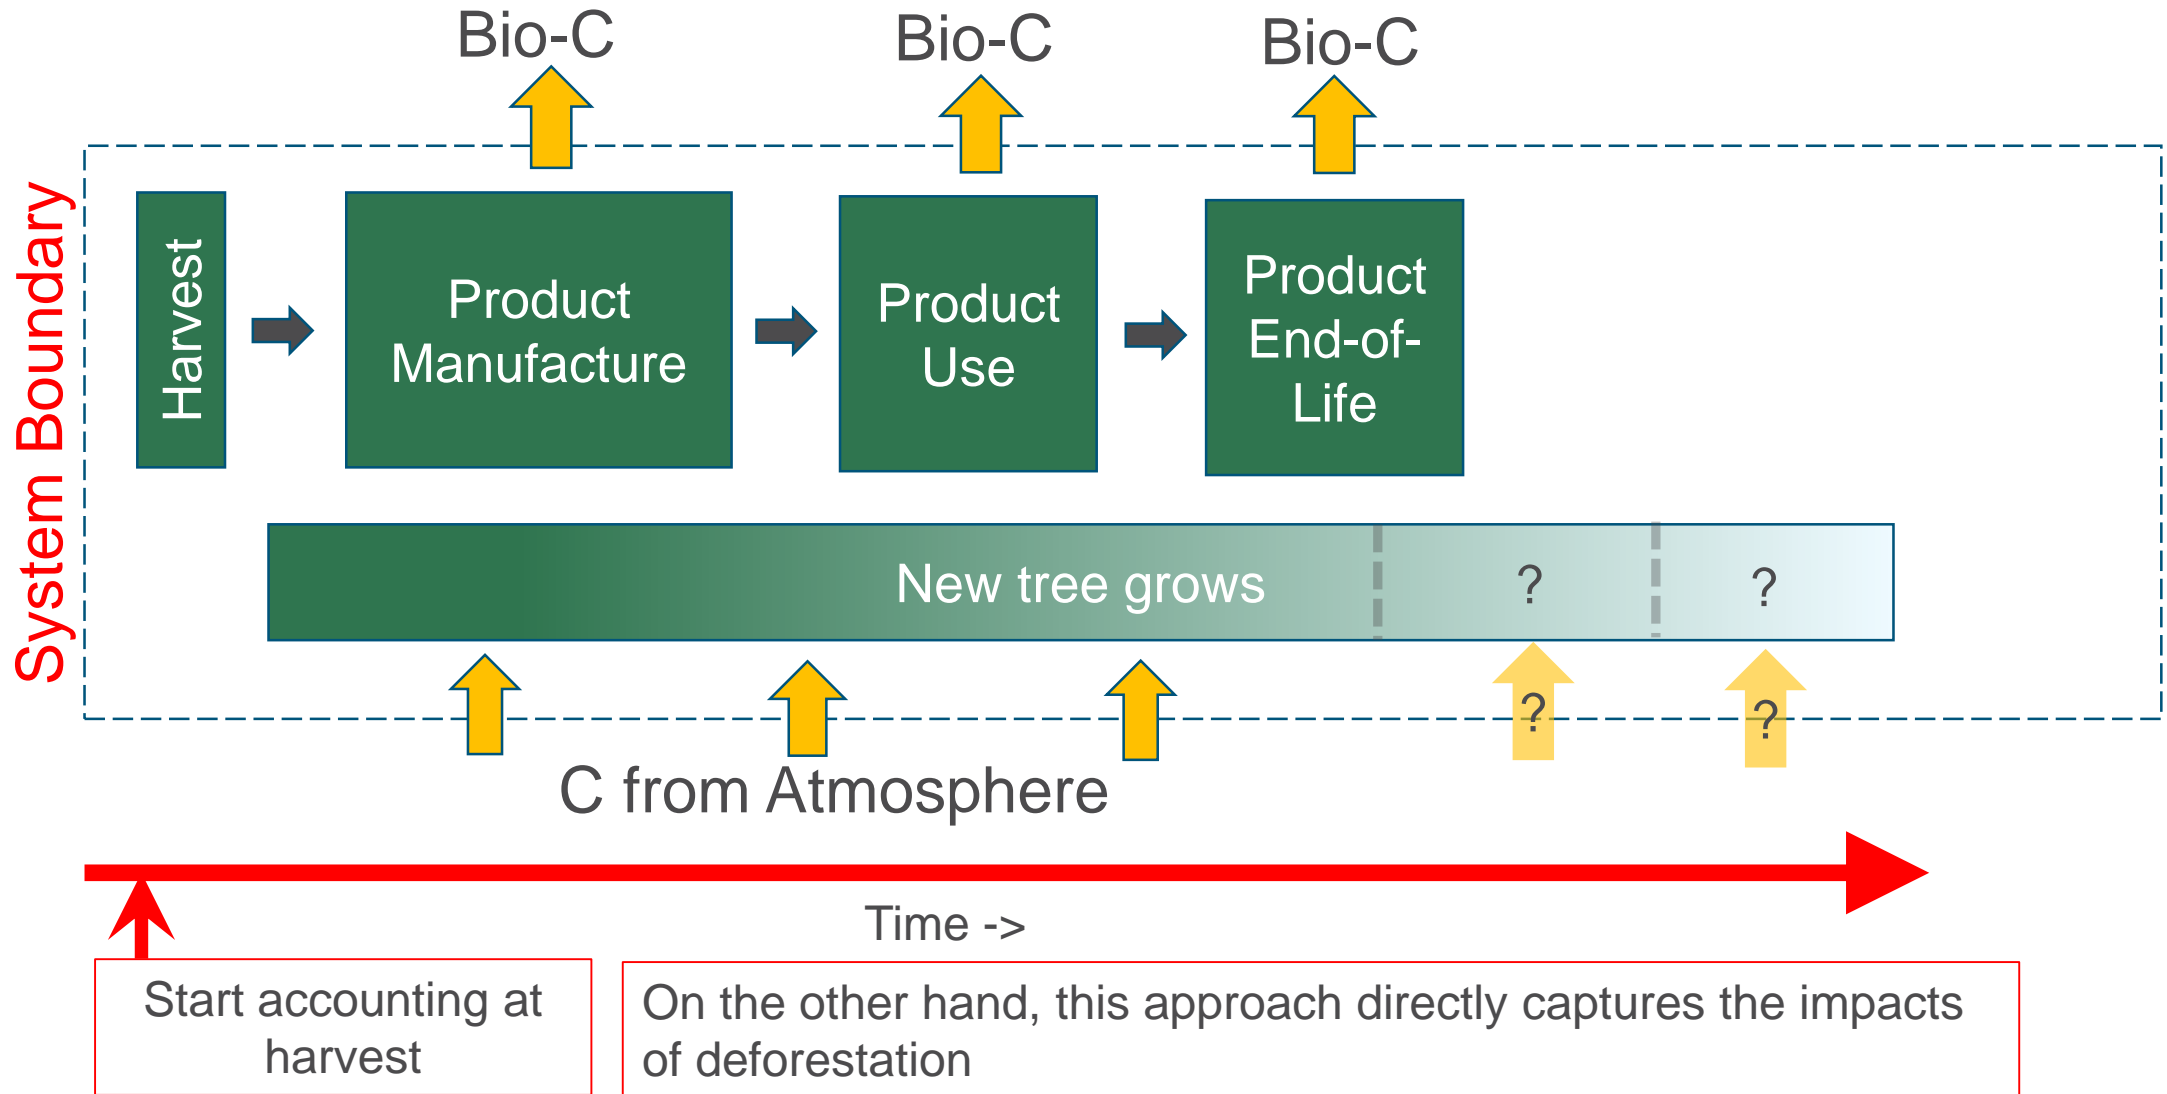 Bio-C
Bio-C
Bio-C
System Boundary
Harvest
Product
Manufacture
Product
Use
Product
End-of-
Life
New tree grows
?
?
?
?
C from Atmosphere
Time ->
Start accounting at
harvest
On the other hand, this approach directly captures the impacts
of deforestation